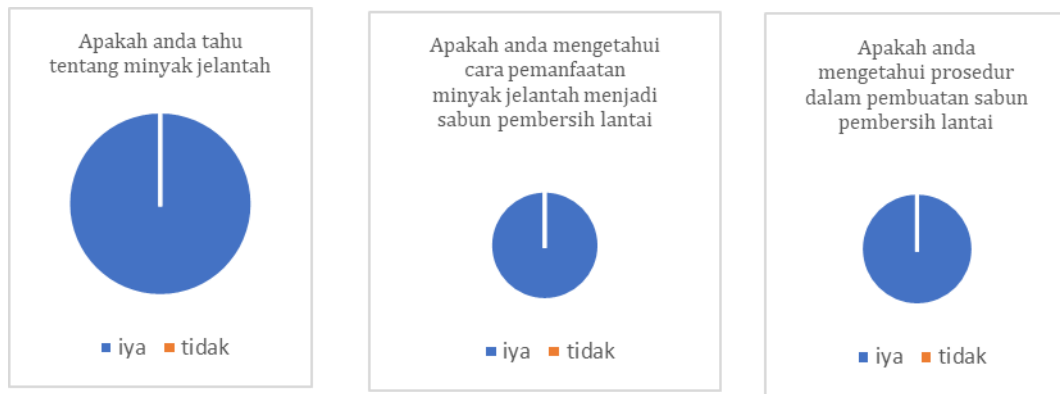 Apakah anda tahu
tentang minyak jelantah
iya tidak
Apakah anda mengetahui
cara pemanfaatan
minyak jelantah menjadi
sabun pembersih lantai
iya tidak
Apakah anda
mengetahui prosedur
dalam pembuatan sabun
pembersih lantai
iya tidak